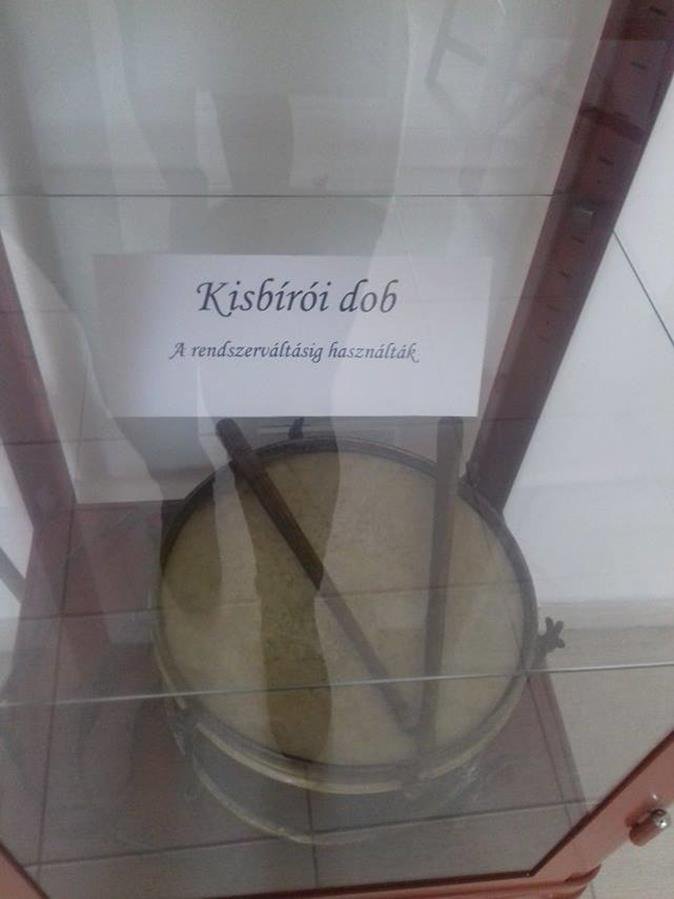 Kisbírói dob
A rendszerváltásig használták